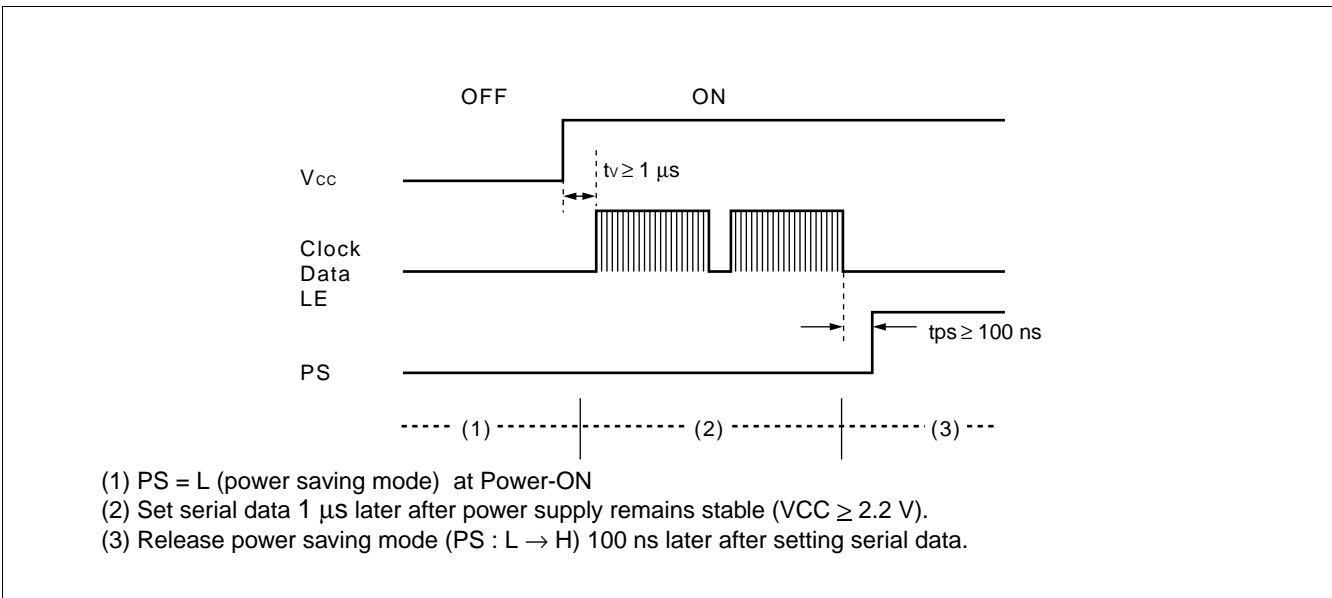 OFF ON
tv ≥ 1 μs
Vcc
Clock
Data
LE
tps ≥ 100 ns
PS
(1) (2) (3)
(1) PS = L (power saving mode) at Power-ON
(2) Set serial data 1 μs later after power supply remains stable (VCC ≥ 2.2 V).
(3) Release power saving mode (PS : L → H) 100 ns later after setting serial data.